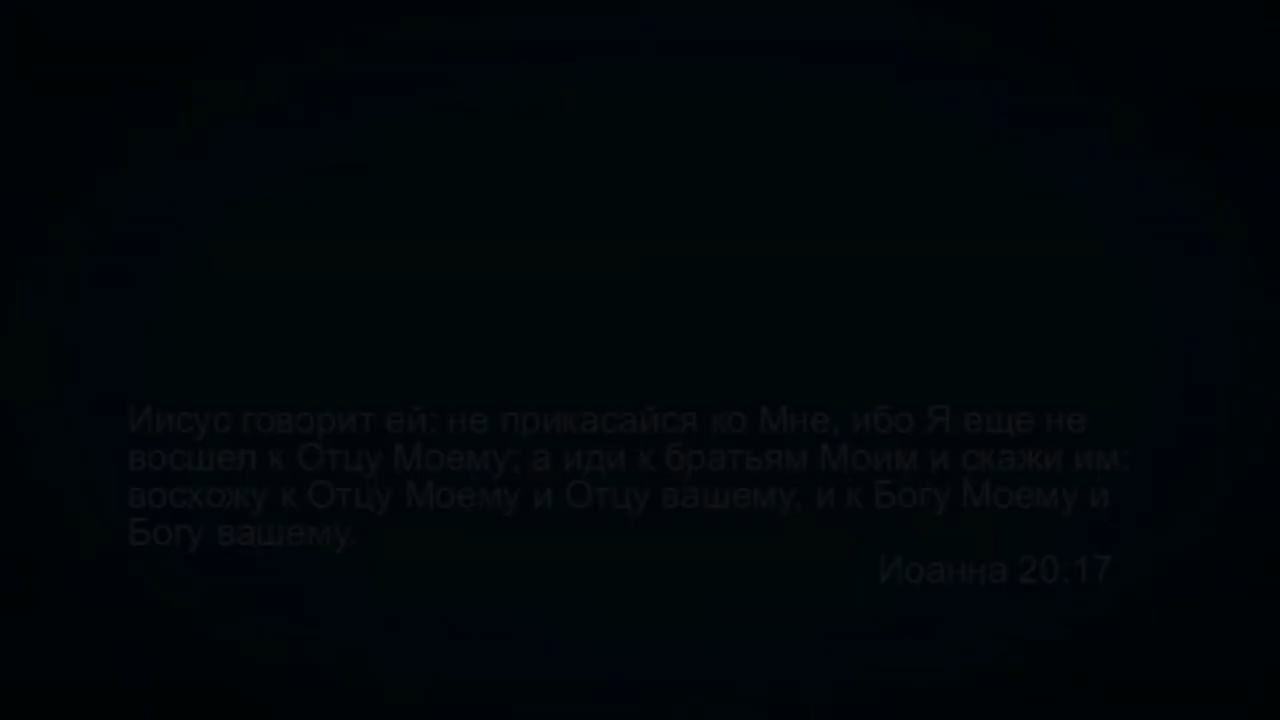 Иисус говорит ей: не прикасайся ко Мне, ибо Я еще не
восшел к Отцу Моему; а иди к братьям Моим и скажи им:
восхожу к Отцу Моему и Отцу вашему, и к Богу Моему и
Богу вашему.
Иоанна 20:17